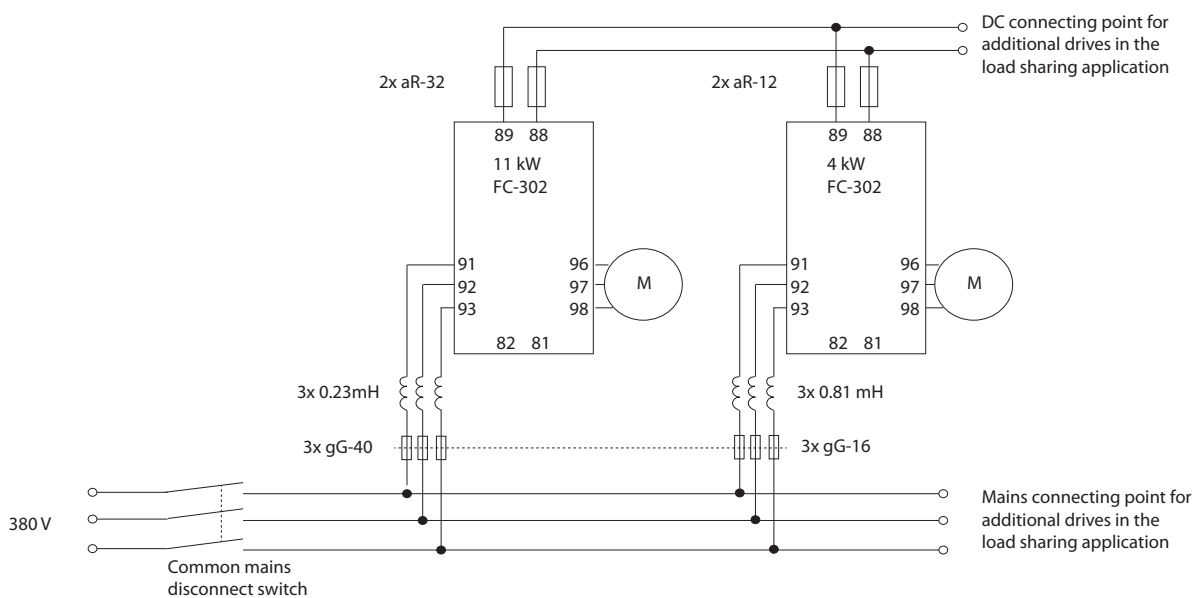 DC connecting point for
additional drives in the
load sharing application
2x aR-32
2x aR-12
89 88
89 88
11 kW
FC-302
4 kW
FC-302
91
92
93
96
97
98
M
91
92
93
96
97
98
M
82 81
82 81
3x 0.23mH
3x 0.81 mH
3x gG-40
3x gG-16
380 V
Mains connecting point for
additional drives in the
load sharing application
Common mains
disconnect switch